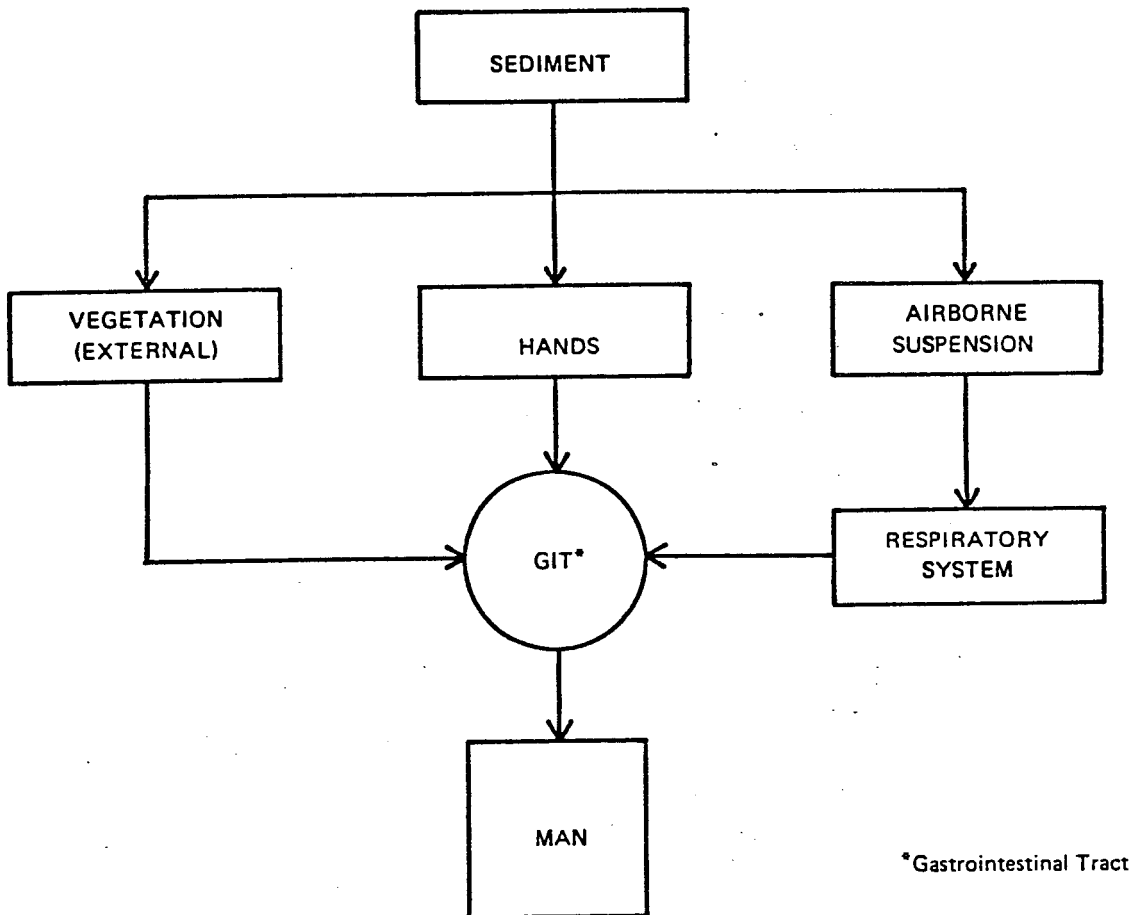 SEDIMENT
VEGETATION
(EXTERNAL)
HANDS
AIRBORNE
SUSPENSION
GIT*
RESPIRATORY
SYSTEM
MAN
*Gastrointestinal Tract